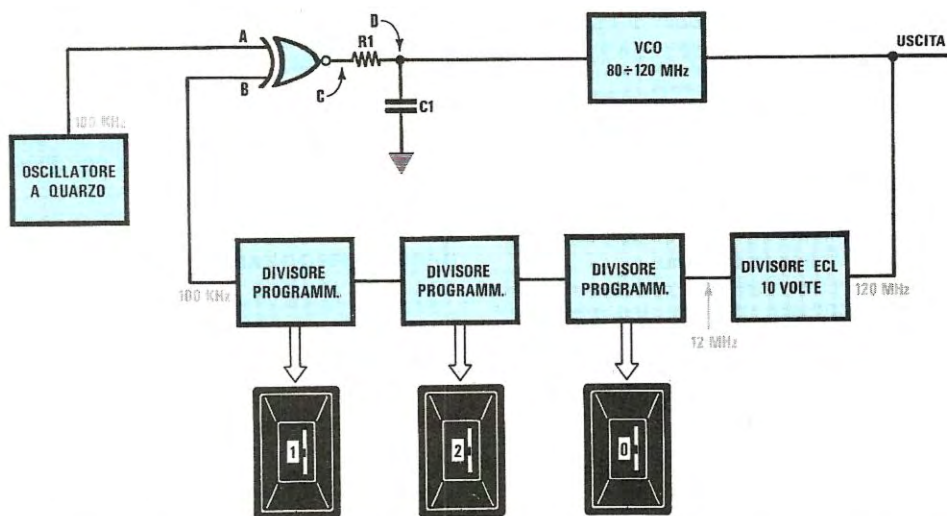 D
A
R1
B
C
C1
VCO
80÷120 MHz
USCITA
100 KHz
OSCILLATORE
A QUARZO
DIVISORE
PROGRAMM.
DIVISORE
PROGRAMM.
DIVISORE
PROGRAMM.
DIVISORE ECL
10 VOLTE
100 KHz
12 MHz
120 MHz
1
2
0